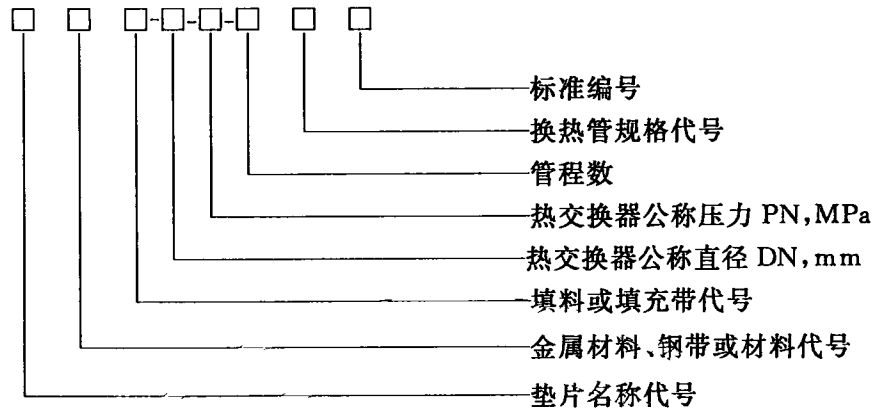 □ □ □-□-□-□ □ □
标准编号
换热管规格代号
管程数
热交换器公称压力 PN,MPa
热交换器公称直径 DN,mm
填料或填充带代号
金属材料、钢带或材料代号
垫片名称代号